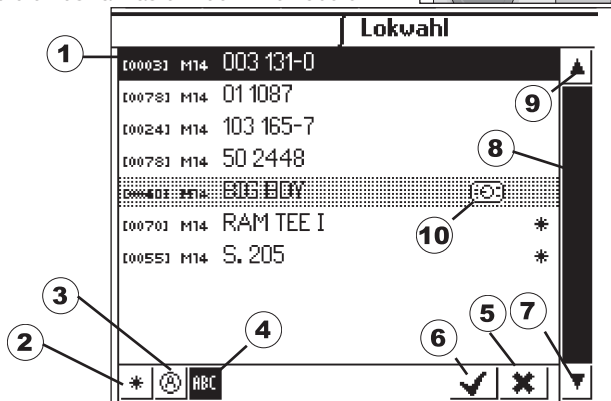 Lokwahl
1
[0003] M14 003 131-0
[0078] M14 01 1087
9
[0024] M14 103 165-7
8
[0078] M14 50 2448
[0040] M14 BIG BOY
10
[0070] M14 RAM TEE I *
[0055] M14 S. 205 *
3
2
4
5
6
7
* A ABC